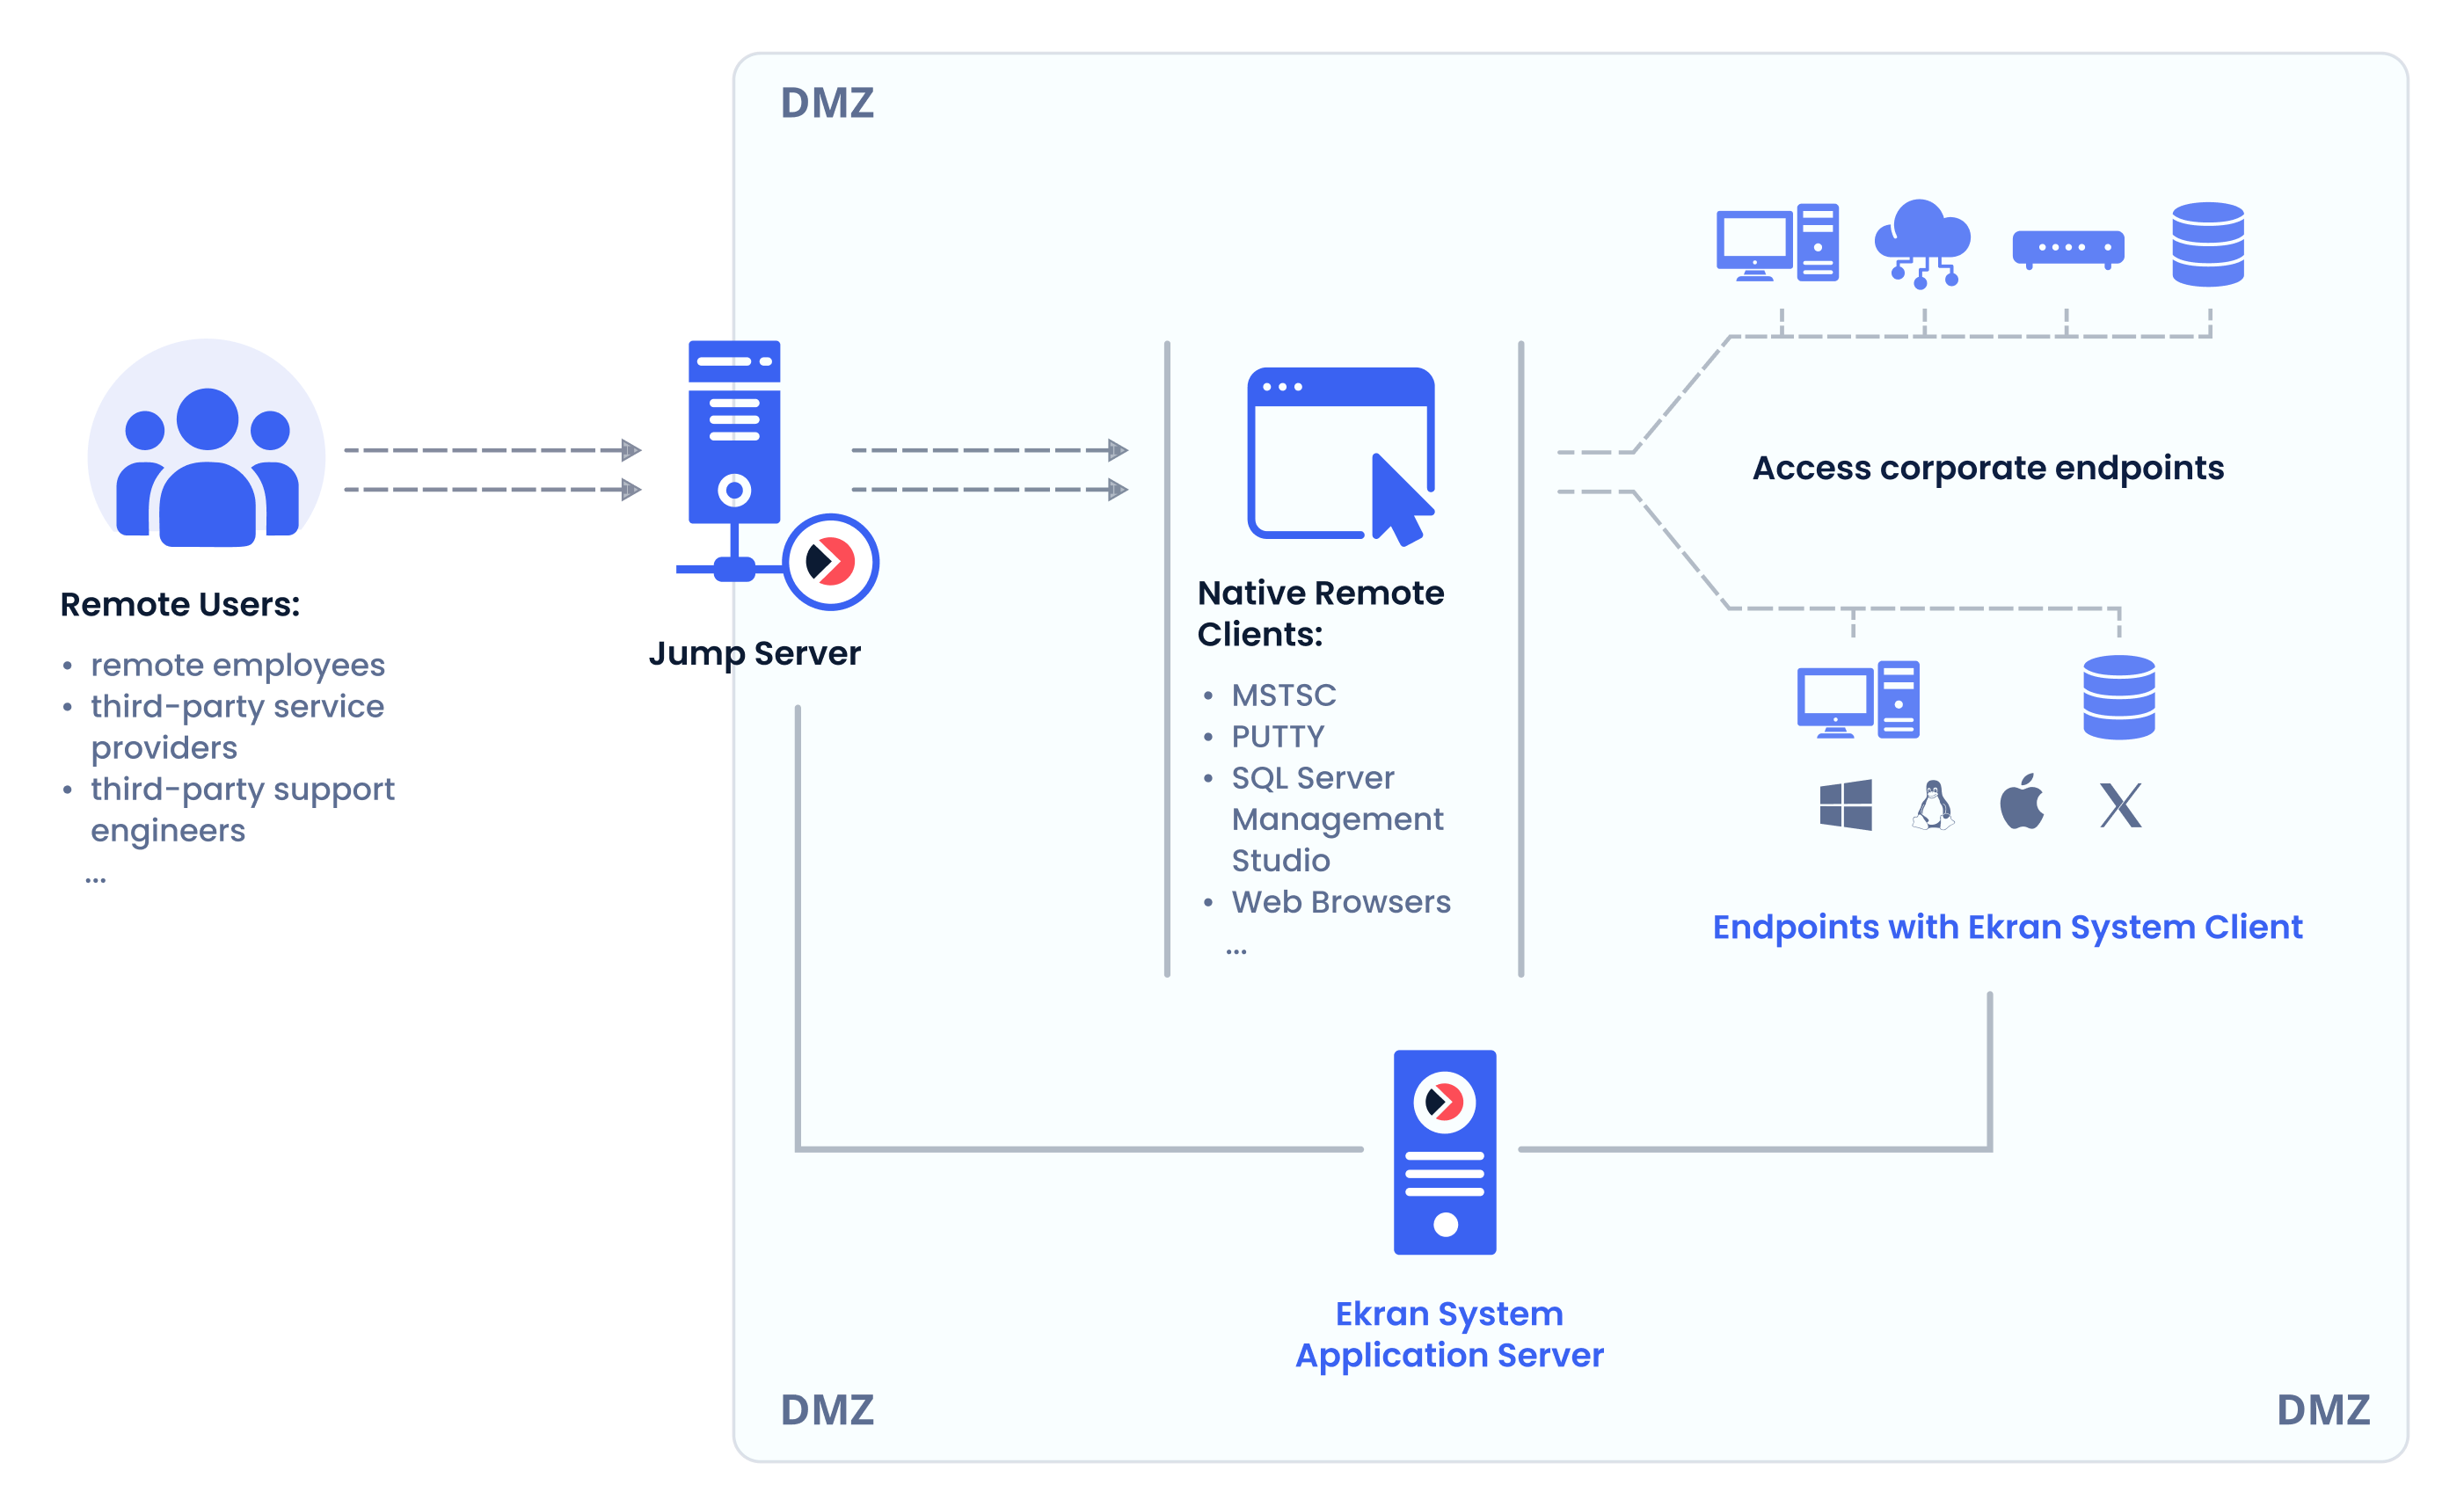 DMZ
Remote Users:
• remote employees
• third-party service
providers
• third-party support
engineers
...
Jump Server
Native Remote
Clients:
• MSTSC
• PUTTY
• SQL Server
Management
Studio
• Web Browsers
...
Access corporate endpoints
Endpoints with Ekran System Client
Ekran System
Application Server
DMZ
DMZ